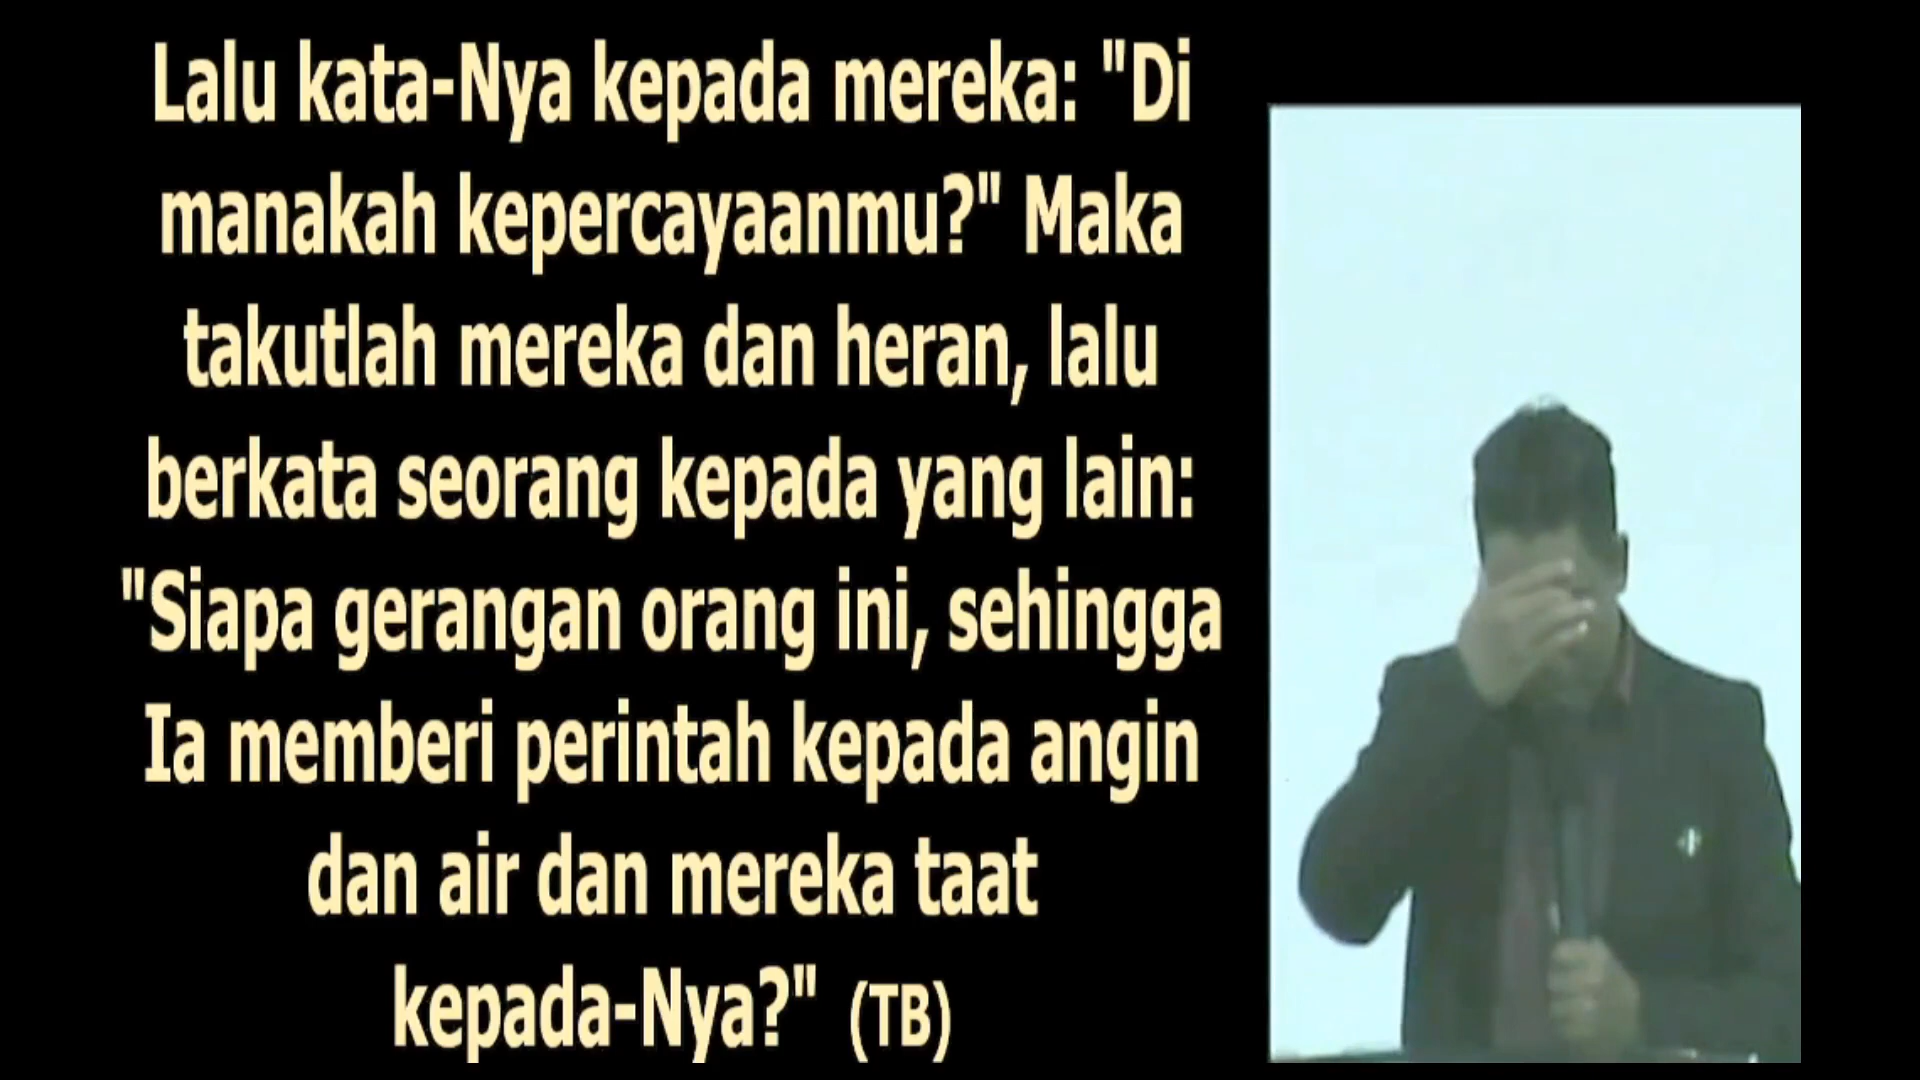 Lalu kata-Nya kepada mereka: "Di
manakah kepercayaanmu?" Maka
takutlah mereka dan heran, lalu
berkata seorang kepada yang lain:
"Siapa gerangan orang ini, sehingga
Ia memberi perintah kepada angin
dan air dan mereka taat
kepada-Nya?" (TB)